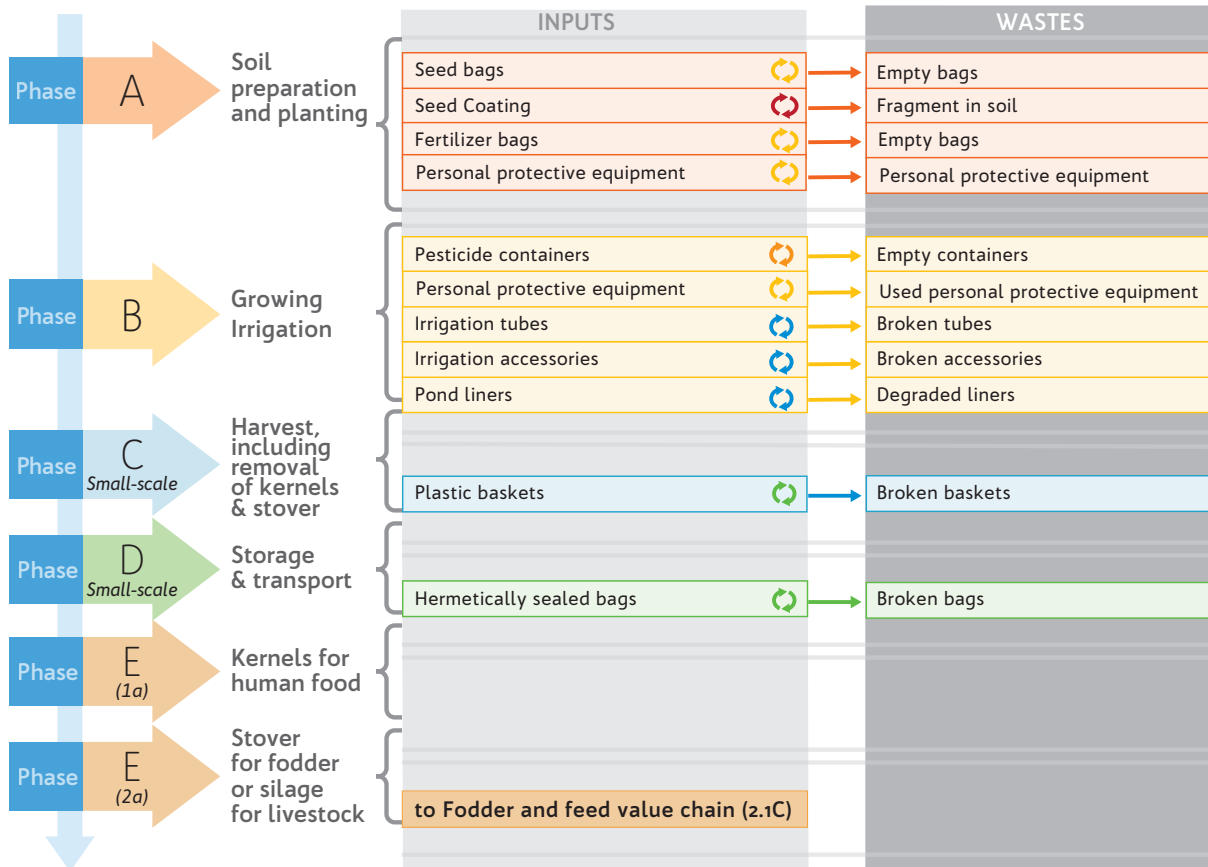 INPUTS
WASTES
Phase
A
Soil
preparation
and planting
Seed bags
Empty bags
Seed Coating
Fragment in soil
Fertilizer bags
Empty bags
Personal protective equipment
Personal protective equipment
Phase
B
Growing
Irrigation
Pesticide containers
Empty containers
Personal protective equipment
Used personal protective equipment
Irrigation tubes
Broken tubes
Irrigation accessories
Broken accessories
Pond liners
Degraded liners
Phase
C
Small-scale
Harvest,
including
removal
of kernels
& stover
Plastic baskets
Broken baskets
Phase
D
Small-scale
Storage
& transport
Hermetically sealed bags
Broken bags
Phase
E
(1a)
Kernels for
human food
Phase
E
(2a)
Stover
for fodder
or silage
for livestock
to Fodder and feed value chain (2.1C)